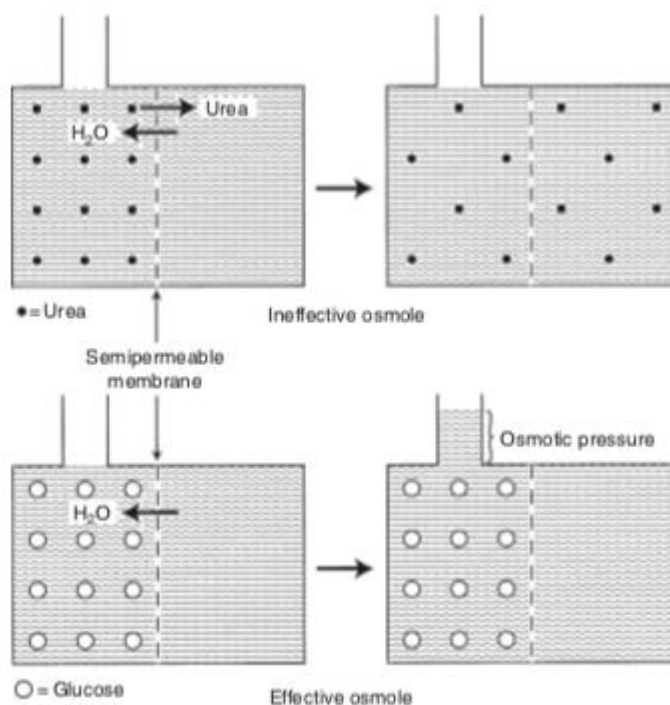 Urea
H₂O
●= Urea
Ineffective osmole
Semipermeable
membrane
Osmotic pressure
H₂O
○= Glucose
Effective osmole